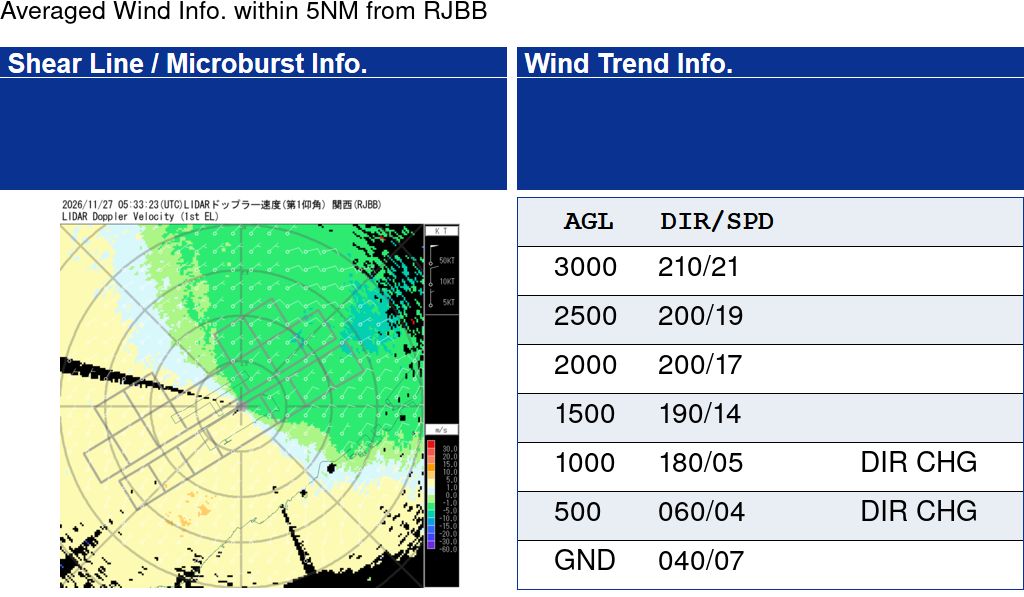 Averaged Wind Info. within 5NM from RJBB
Shear Line / Microburst Info.
Wind Trend Info.
2026/11/27 05:33:23(UTC)LIDARドップラー速度(第1仰角) 関西(RJBB)
LIDAR Doppler Velocity (1st EL)
K T
50KT
10KT
5KT
m/s
30.0
20.0
15.0
10.0
5.0
1.0
0.0
-1.0
-5.0
-10.0
-15.0
-20.0
-30.0
-60.0
AGL DIR/SPD
3000 210/21
2500 200/19
2000 200/17
1500 190/14
1000 180/05 DIR CHG
500 060/04 DIR CHG
GND 040/07